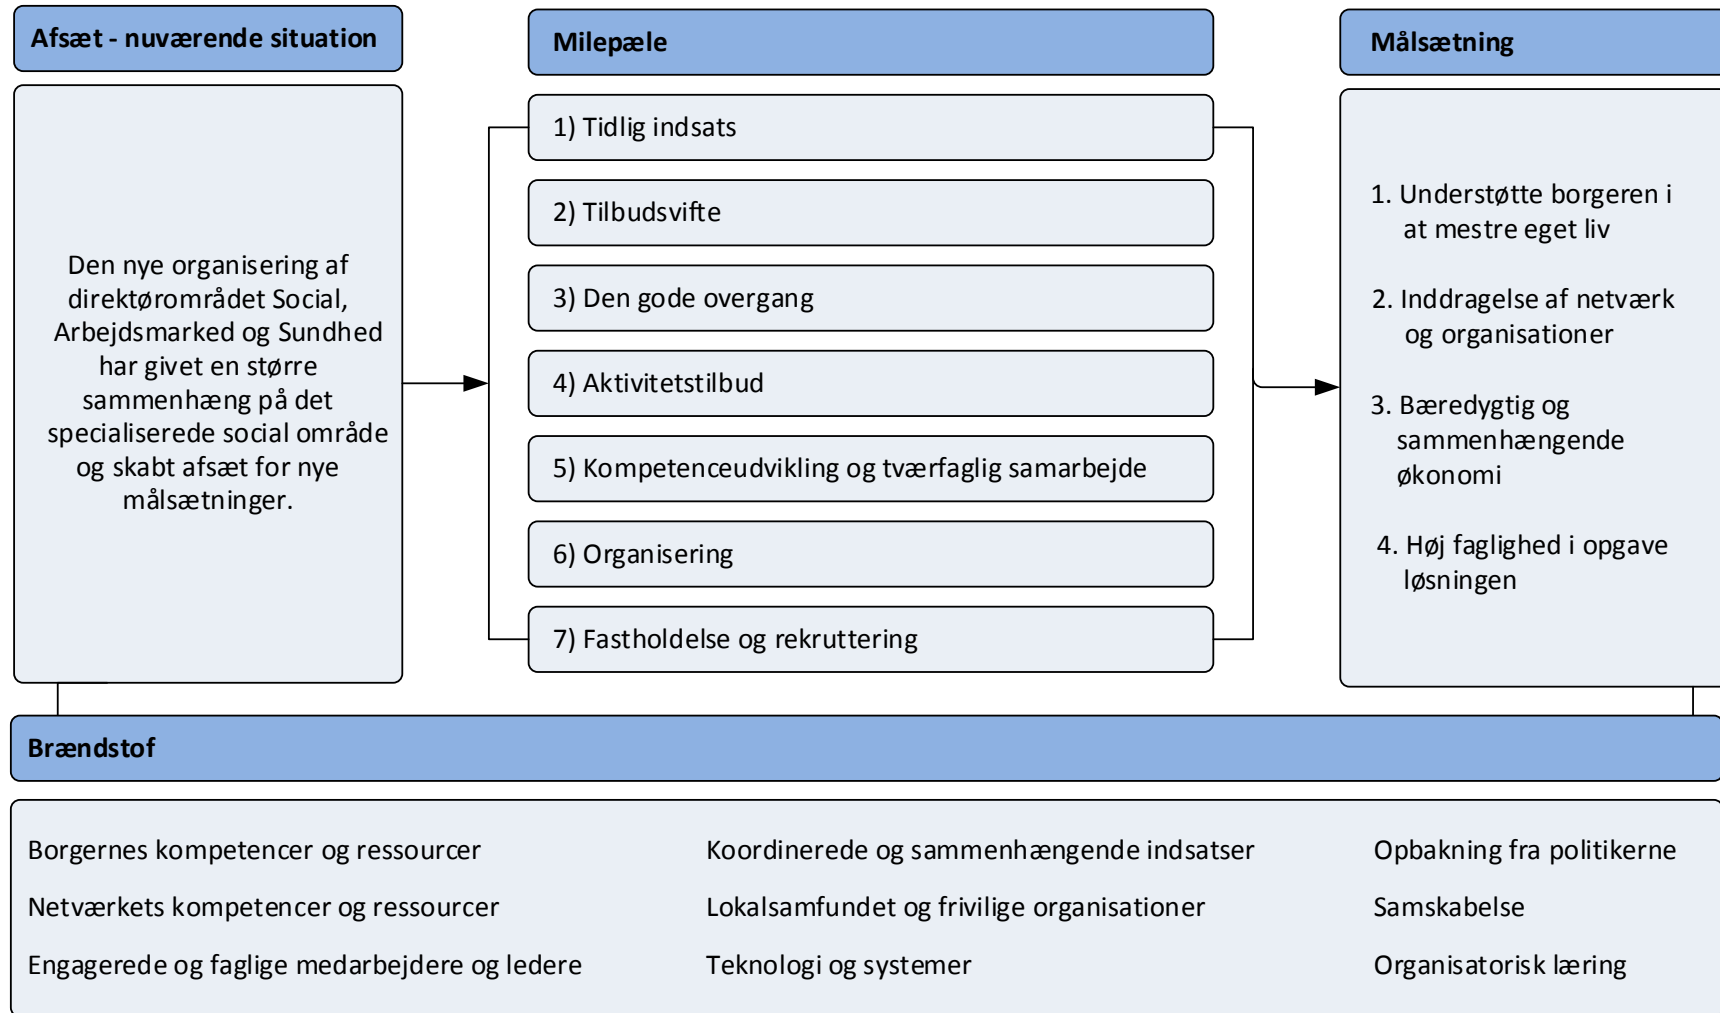 Afsæt - nuværende situation
Den nye organisering af
direktørområdet Social,
Arbejdsmarked og Sundhed
har givet en større
sammenhæng på det
specialiserede social område
og skabt afsæt for nye
målsætninger.
Milepæle
1) Tidlig indsats
2) Tilbudsvifte
3) Den gode overgang
4) Aktivitetstilbud
5) Kompetenceudvikling og tværfaglig samarbejde
6) Organisering
7) Fastholdelse og rekruttering
Målsætning
1. Understøtte borgeren i
at mestre eget liv
2. Inddragelse af netværk
og organisationer
3. Bæredygtig og
sammenhængende
økonomi
4. Høj faglighed i opgave
løsningen
Brændstof
Borgernes kompetencer og ressourcer
Netværkets kompetencer og ressourcer
Engagerede og faglige medarbejdere og ledere
Koordinerede og sammenhængende indsatser
Lokalsamfundet og frivilige organisationer
Teknologi og systemer
Opbakning fra politikerne
Samskabelse
Organisatorisk læring